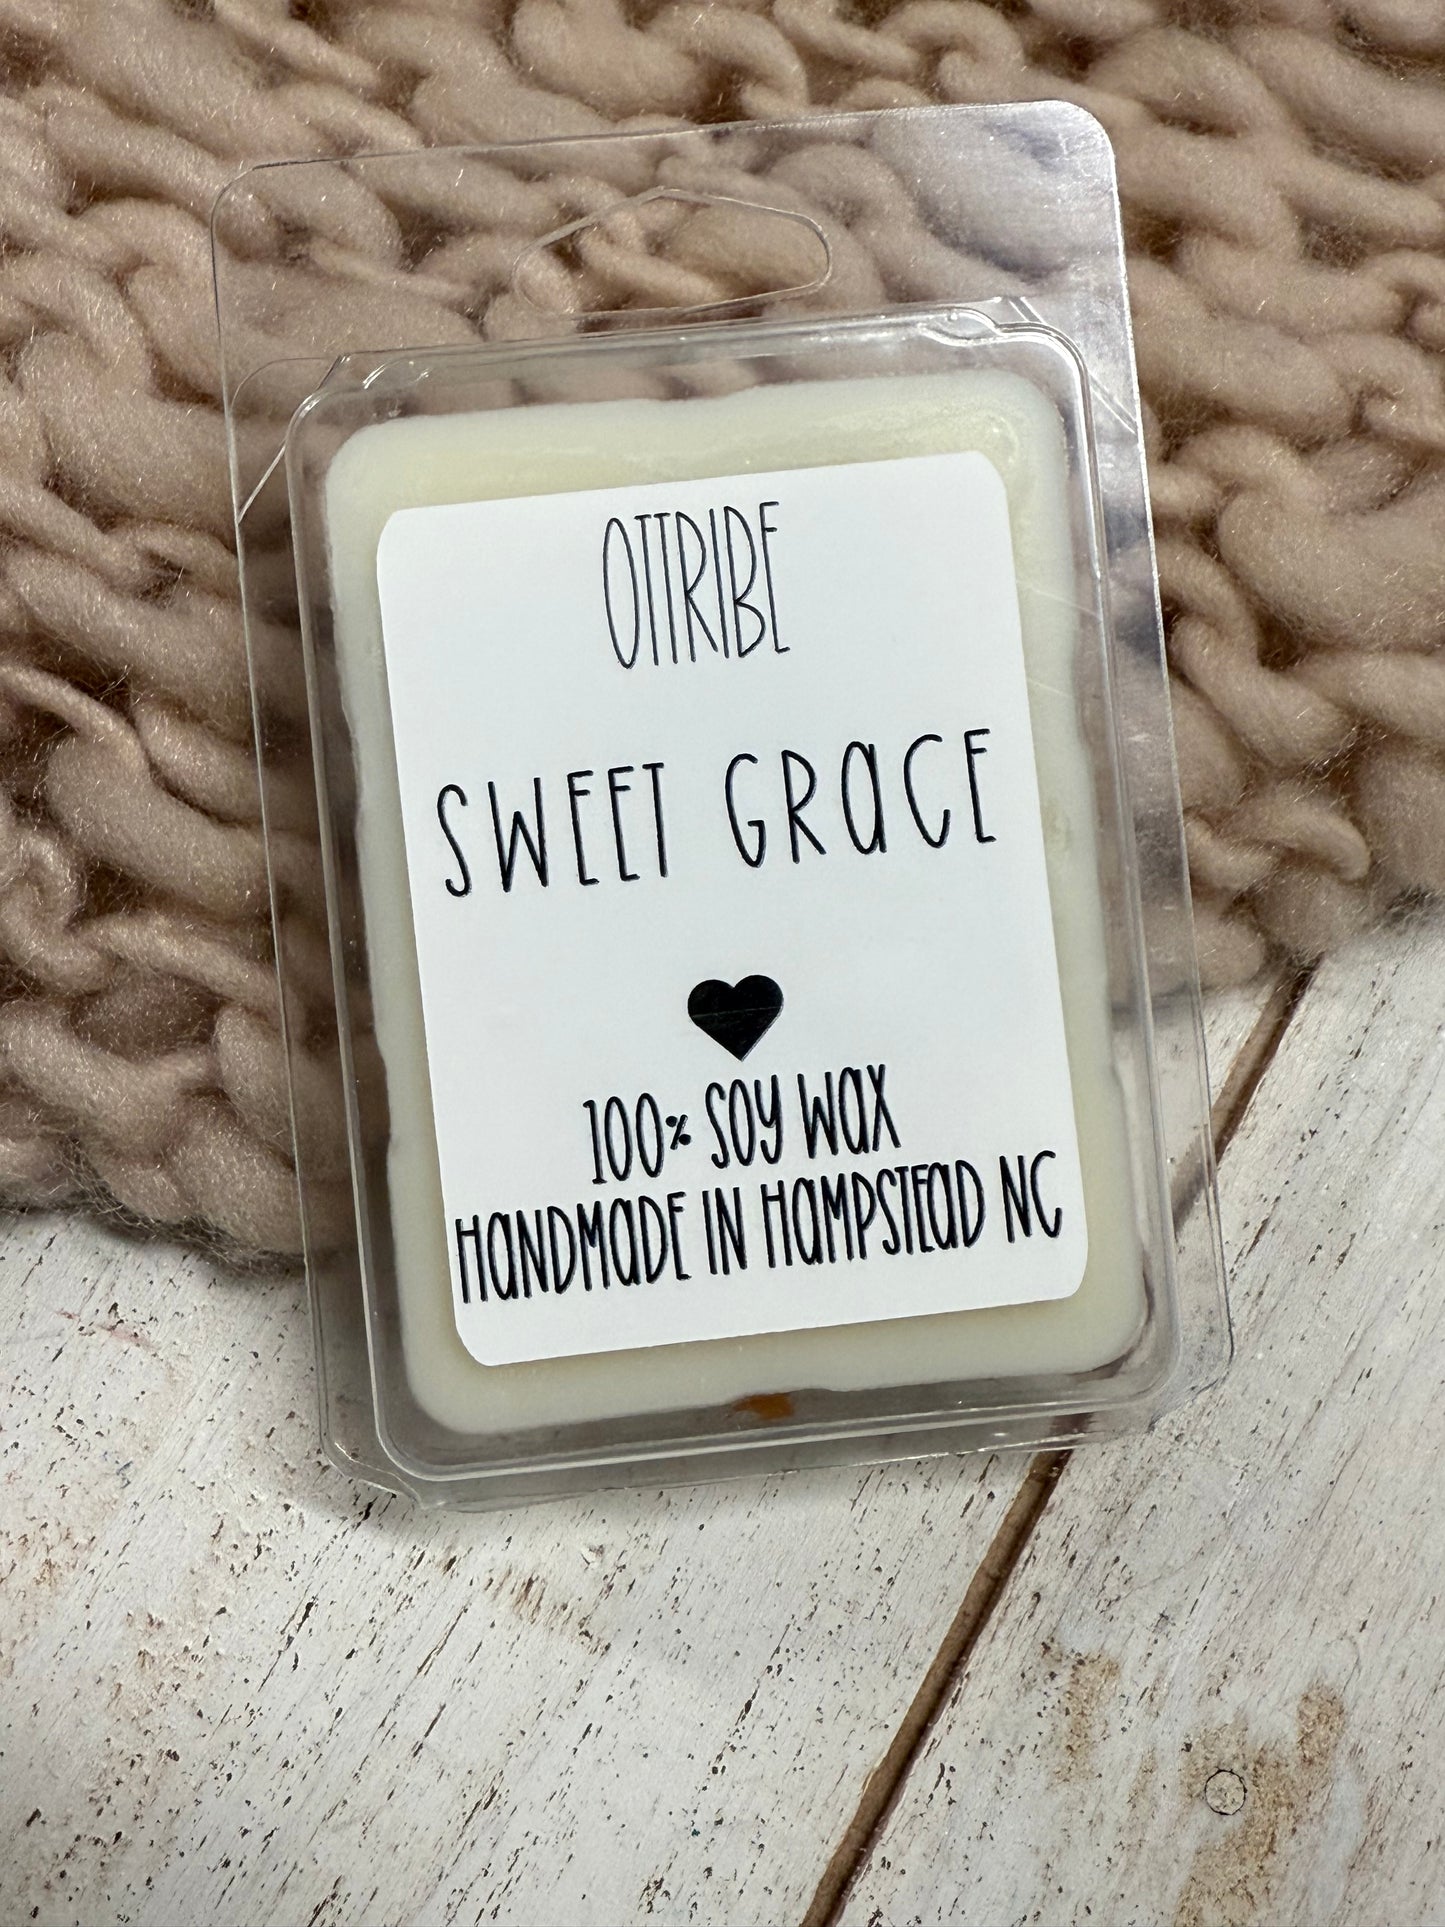 OTTRIBE
SWEET GRaCE
100% SOY WaX
HaNDMaDE IN HaMPSTEaD NC